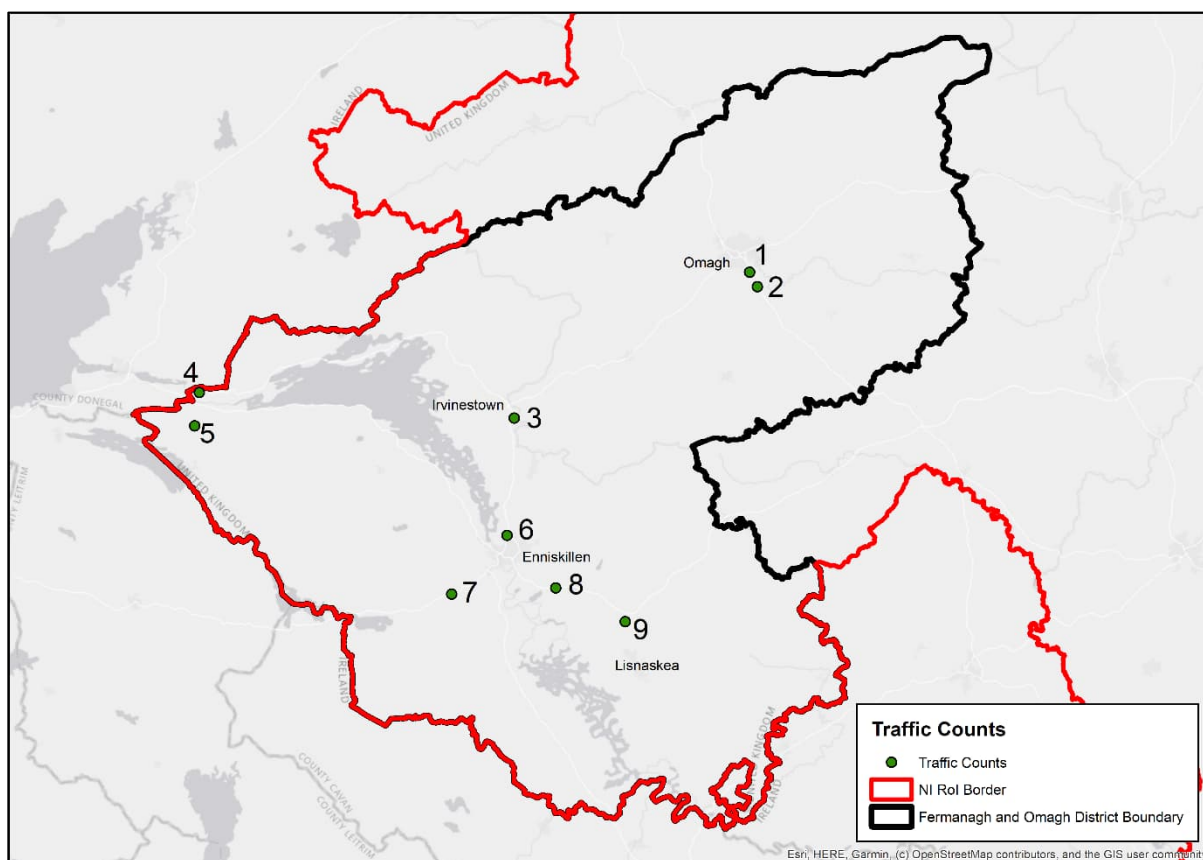 IRELAND
UNITED KINGDOM
1
Omagh
2
4
COUNTY DONEGAL
Irvinestown
3
5
UNITED KINGDOM
COUNTY LEITRIM
6
Enniskillen
7
8
9
Lisnaskea
IRELAND
UNITED KINGDOM
IRELAND
COUNTY CAVAN
COUNTY LEITRIM
Traffic Counts
Traffic Counts
NI RoI Border
Fermanagh and Omagh District Boundary
Esri, HERE, Garmin, (c) OpenStreetMap contributors, and the GIS user community